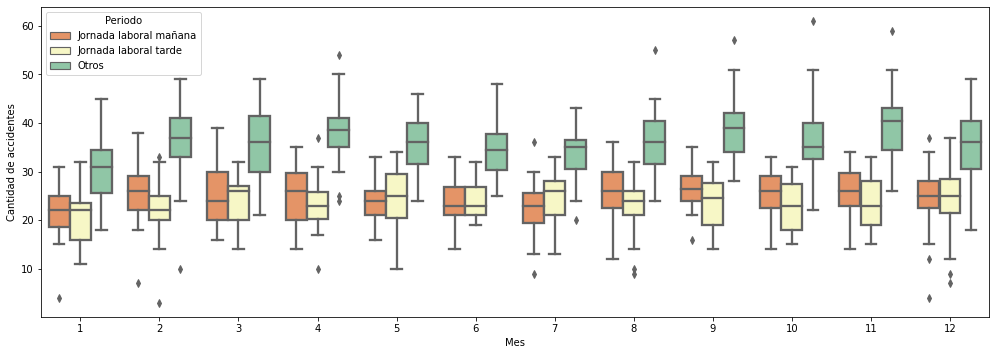 Periodo
Jornada laboral mañana
Jornada laboral tarde
Otros
Cantidad de accidentes
60
50
40
30
20
10
1 2 3 4 5 6 7 8 9 10 11 12
Mes